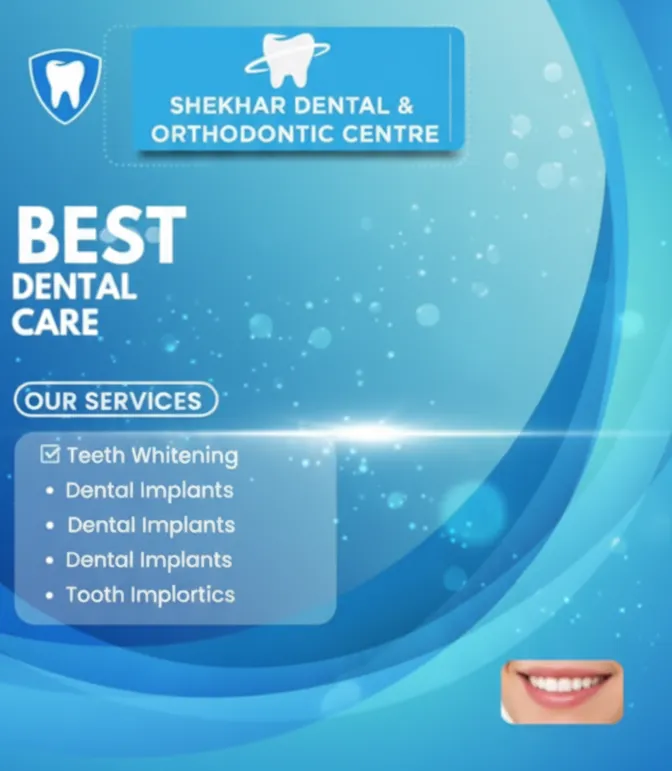 SHEKHAR DENTAL &
ORTHODONTIC CENTRE
BEST
DENTAL
CARE
OUR SERVICES
Teeth Whitening
Dental Implants
Dental Implants
Dental Implants
Tooth Implortics